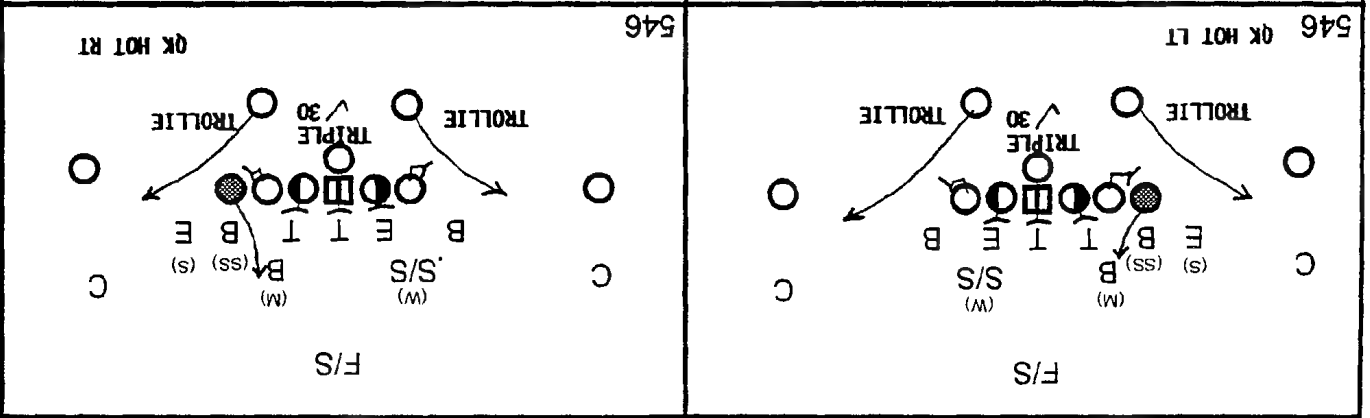 F/S
(M) (W)
C (S) (SS) B S/S C
E B T T E B
TRIPLE
TROLLIE 30 TROLLIE
546 QK HOT LT
F/S
(W) (M)
C S/S B (SS) (S) C
B E T T B E
TRIPLE
TROLLIE 30 TROLLIE
546 QK HOT RT